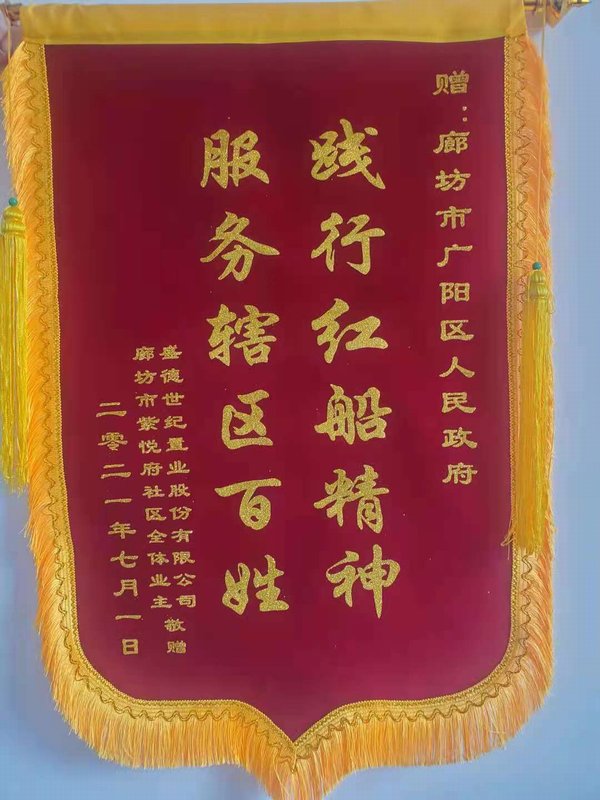 赠：廊坊市广阳区人民政府
践行红船精神
服务辖区百姓
盛德世纪置业股份有限公司
廊坊市紫悦府社区全体业主 敬赠
二零二一年七月一日